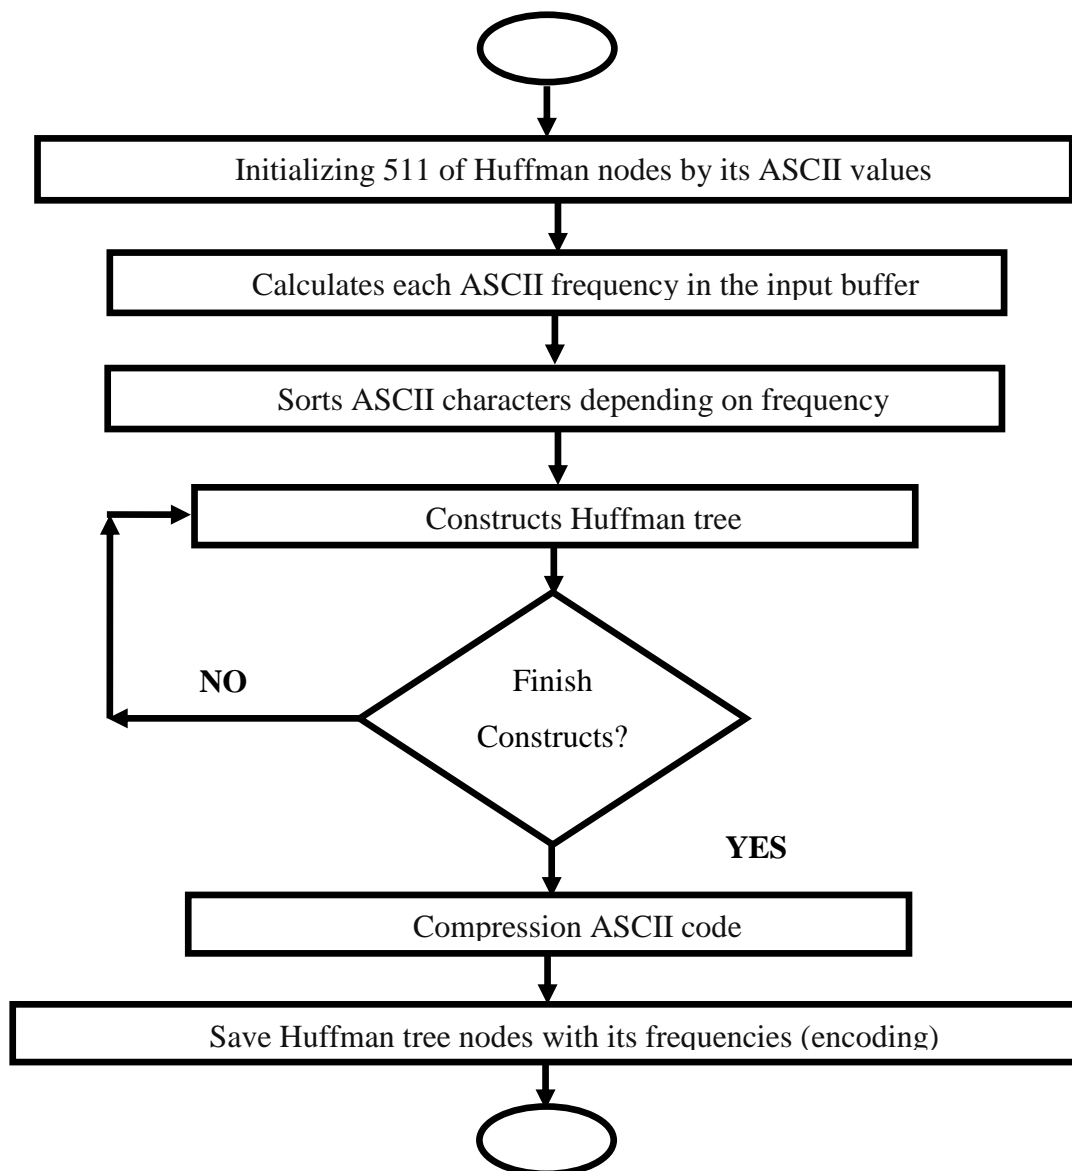 Initializing 511 of Huffman nodes by its ASCII values
Calculates each ASCII frequency in the input buffer
Sorts ASCII characters depending on frequency
Constructs Huffman tree
NO
Finish
Constructs?
YES
Compression ASCII code
Save Huffman tree nodes with its frequencies (encoding)